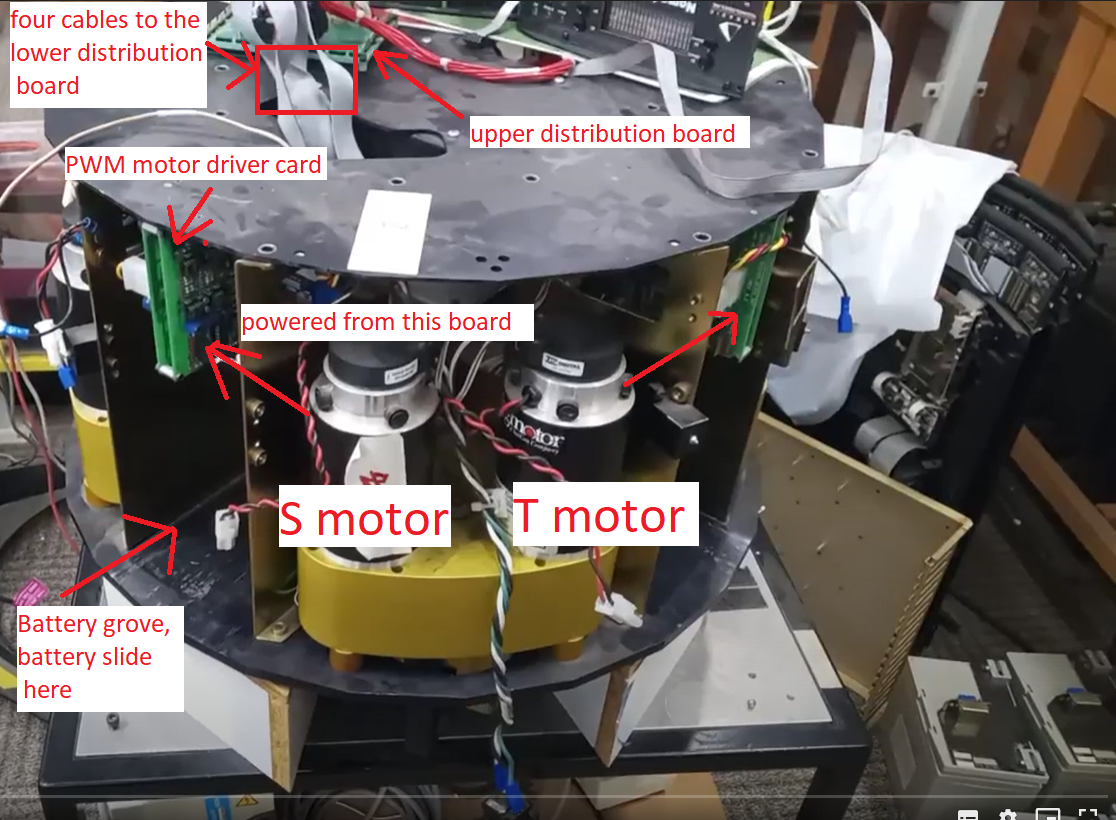 four cables to the
lower distribution
board
upper distribution board
PWM motor driver card
powered from this board
S motor
T motor
motor
Battery grove,
battery slide
here